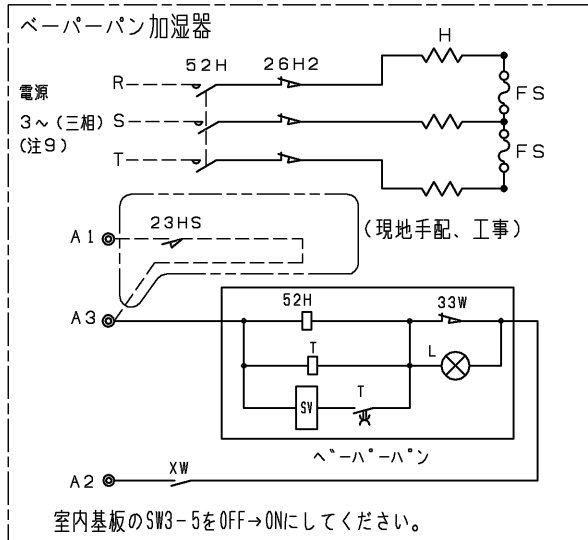 ペーパーパン加湿器
H
52H
26H2
電源
R
FS
3~(三相)
S
(注9)
FS
T
23HS
(現地手配、工事)
A1
A3
52H
33W
T
L
SV
T
ペーパーパン
A2
XW
室内基板のSW3-5をOFF→ONにしてください。